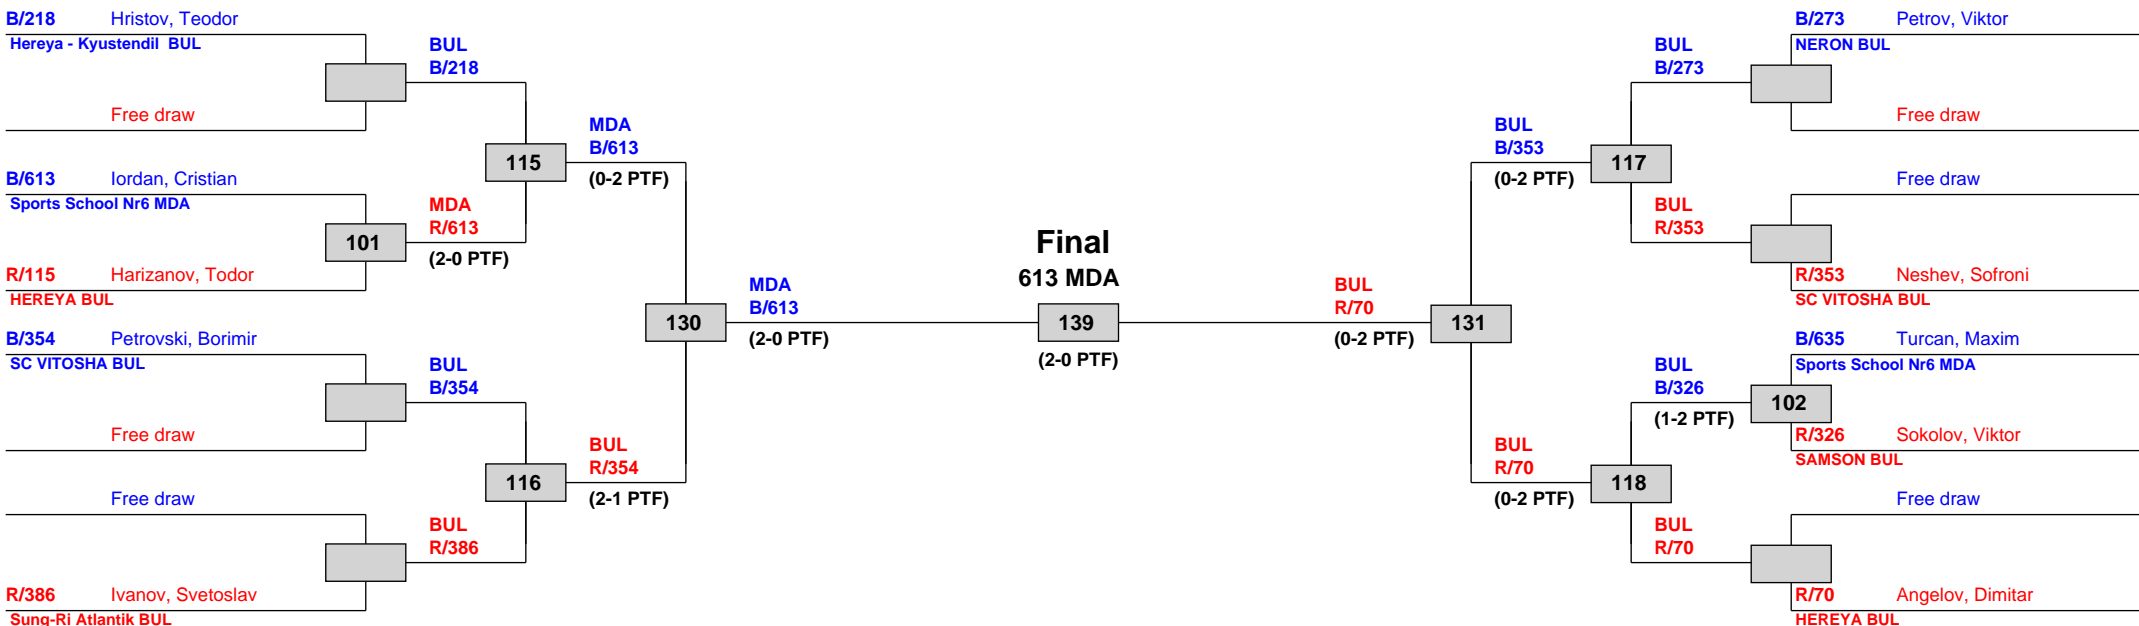 B/218 Hristov, Teodor
Hereya - Kyustendil BUL
Free draw
B/613 Iordan, Cristian
Sports School Nr6 MDA
R/115 Harizanov, Todor
HEREYA BUL
B/354 Petrovski, Borimir
SC VITOSHA BUL
Free draw
Free draw
R/386 Ivanov, Svetoslav
Sung-Ri Atlantik BUL
101
BUL
B/218
MDA
R/613
(2-0 PTF)
BUL
B/354
BUL
R/386
115
116
MDA
B/613
(0-2 PTF)
BUL
R/354
(2-1 PTF)
130
MDA
B/613
(2-0 PTF)
Final
613 MDA
139
(2-0 PTF)
BUL
R/70
(0-2 PTF)
131
BUL
B/353
(0-2 PTF)
BUL
R/70
(0-2 PTF)
117
118
BUL
B/273
BUL
R/353
BUL
B/326
(1-2 PTF)
BUL
R/70
102
B/273 Petrov, Viktor
NERON BUL
Free draw
Free draw
R/353 Neshev, Sofroni
SC VITOSHA BUL
B/635 Turcan, Maxim
Sports School Nr6 MDA
R/326 Sokolov, Viktor
SAMSON BUL
Free draw
R/70 Angelov, Dimitar
HEREYA BUL